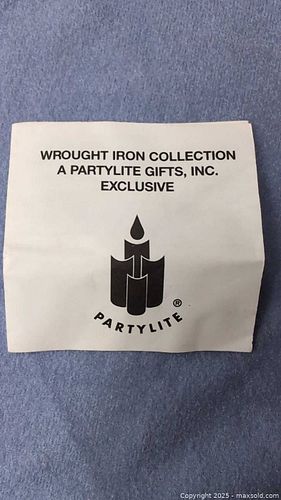 WROUGHT IRON COLLECTION
A PARTYLITE GIFTS, INC.
EXCLUSIVE
®
PARTYLITE
Copyright © 2025 - maxsold.com